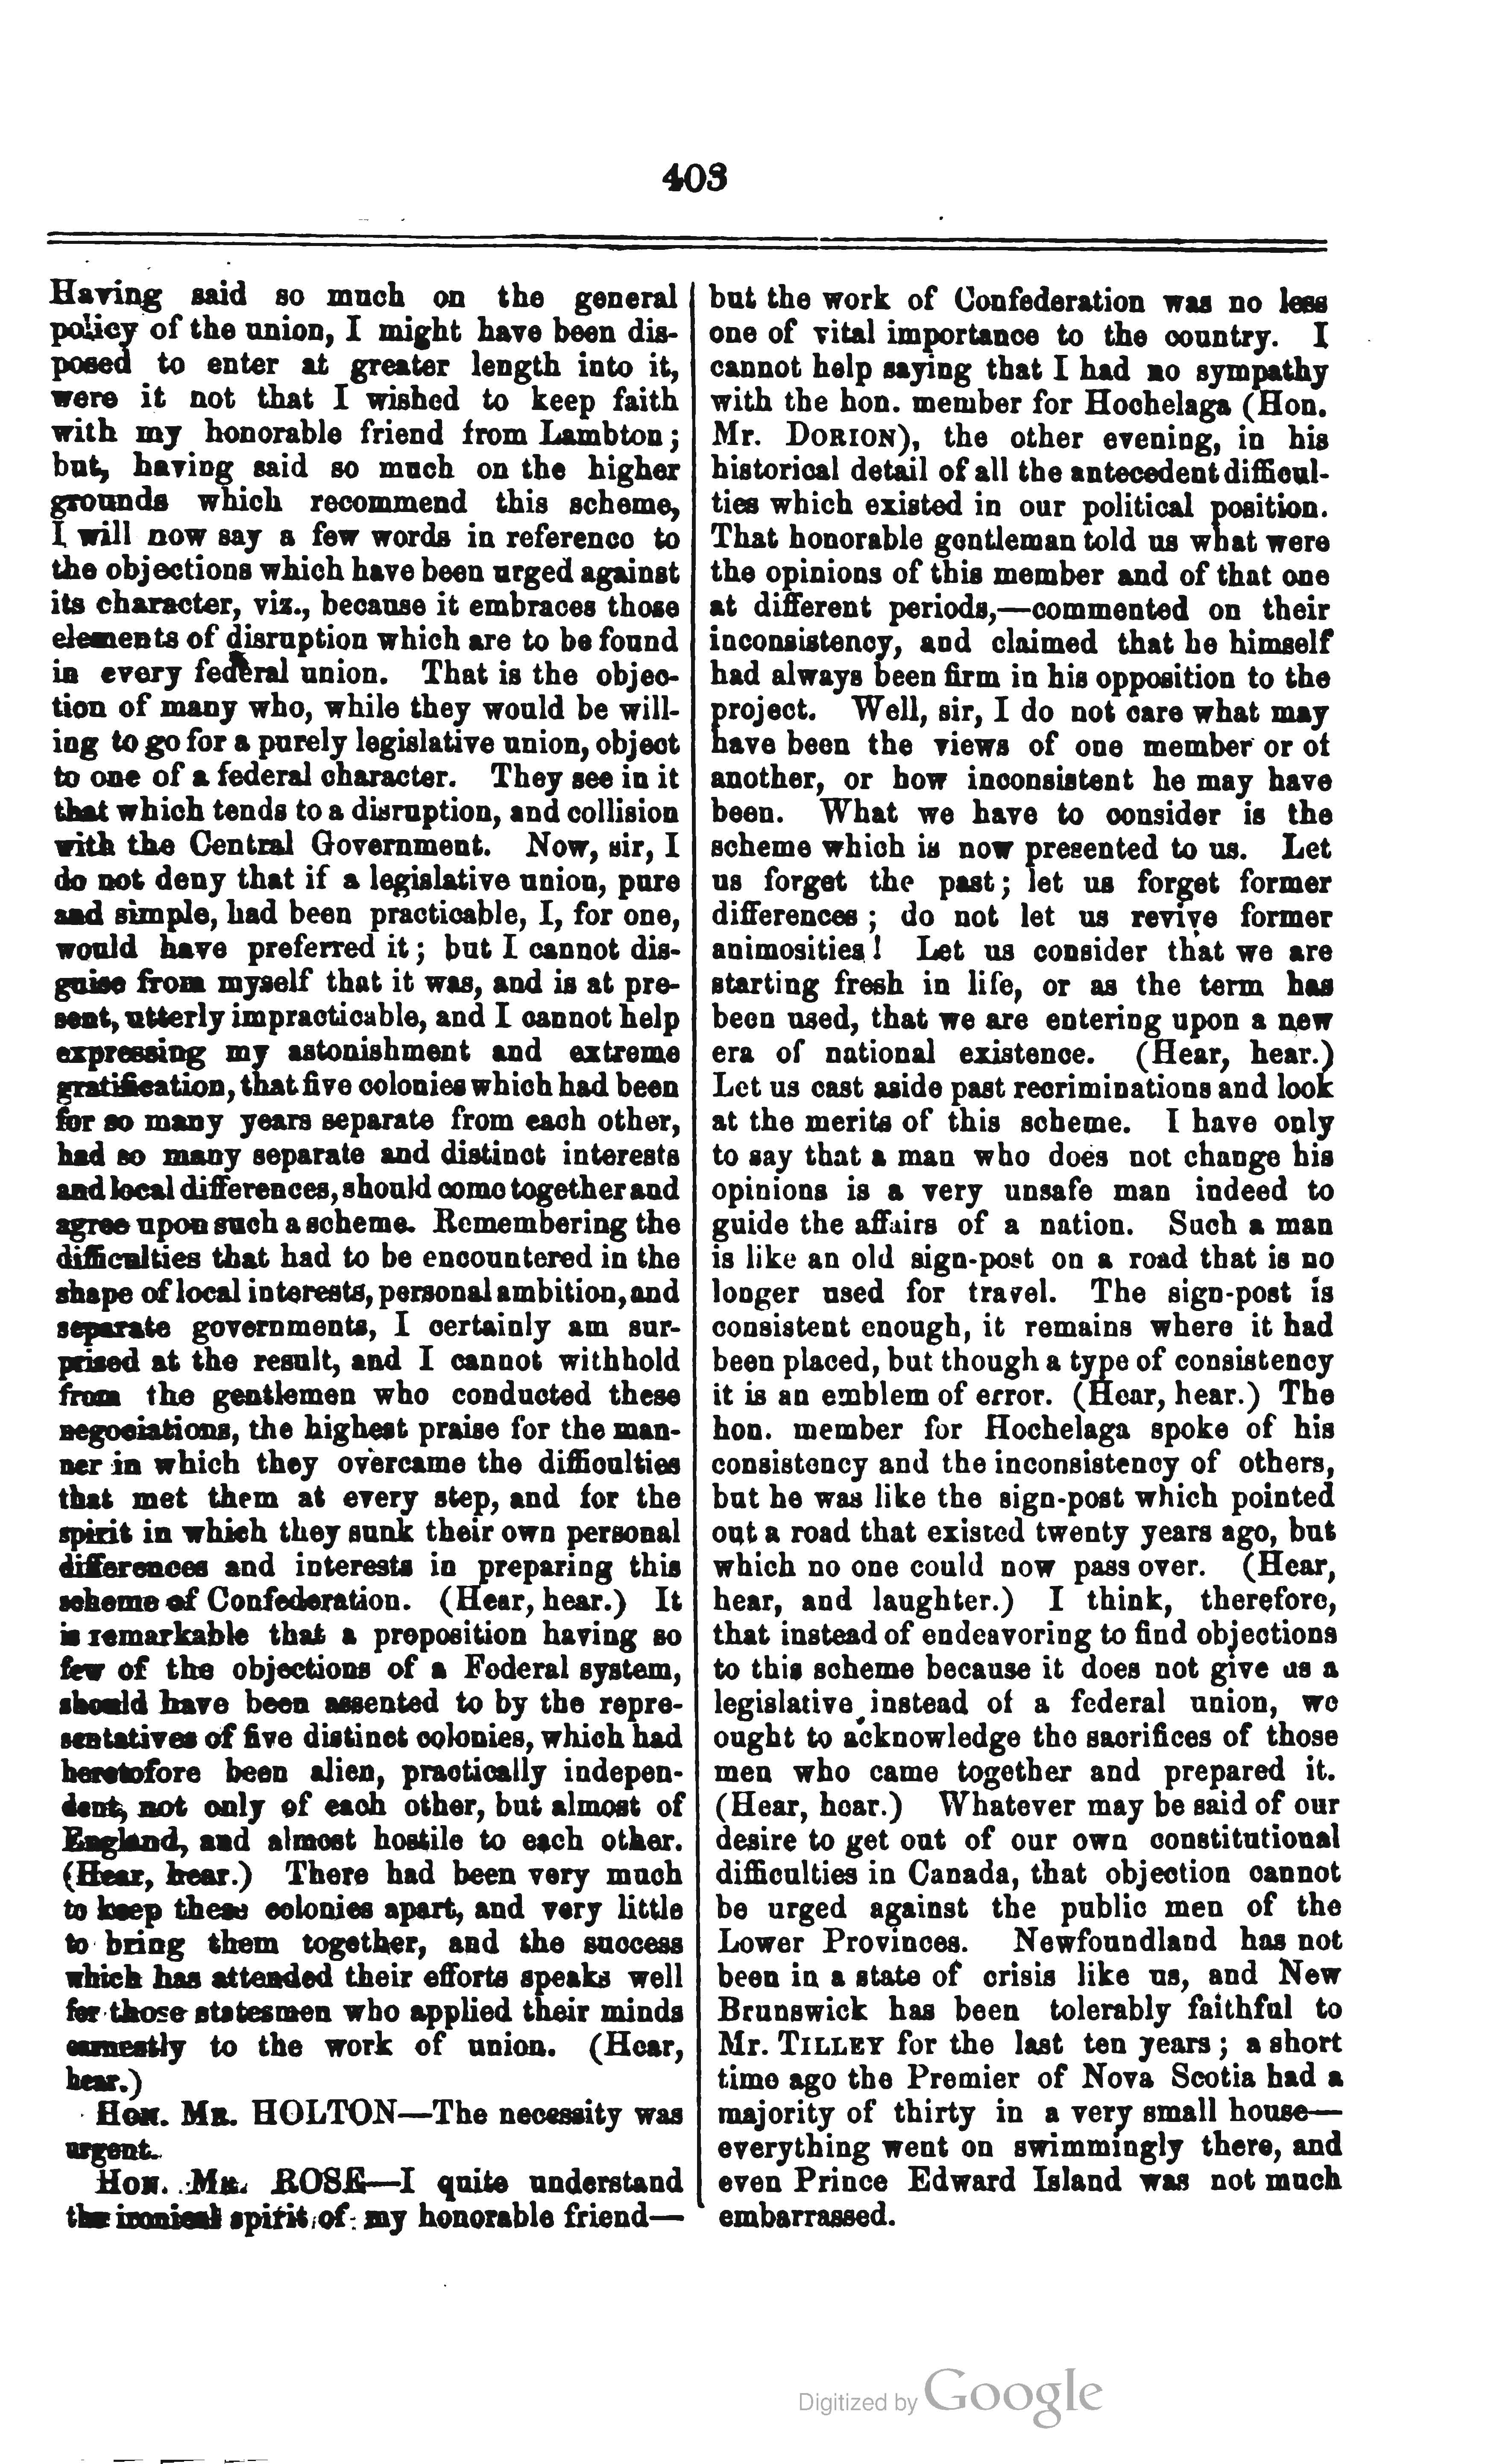 403
Having said so much on the general
policy of the union, I might have been dis-
posed to enter at greater length into it,
were it not that I wished to keep faith
with my honorable friend from Lambton;
but, having said so much on the higher
grounds which recommend this scheme,
I will now say a few words in reference to
the objections which have been urged against
its character, viz., because it embraces those
elements of disruption which are to be found
in every federal union. That is the objec-
tion of many who, while they would be will-
ing to go for a purely legislative union, object
to one of a federal character. They see in it
that which tends to a disruption, and collision
with the Central Government. Now, sir, I
do not deny that if a legislative union, pure
and simple, had been practicable, I, for one,
would have preferred it; but I cannot dis-
guise from myself that it was, and is at pre-
sent, utterly impracticable, and I cannot help
expressing my astonishment and extreme
gratification, that five colonies which had been
for so many years separate from each other,
had so many separate and distinct interests
and local differences, should come together and
agree upon such a scheme. Remembering the
difficulties that had to be encountered in the
shape of local interests, personal ambition, and
separate governments, I certainly am sur-
prised at the result, and I cannot withhold
from the gentlemen who conducted these
negociations, the highest praise for the man-
ner in which they overcame the difficulties
that met them at every step, and for the
spirit in which they sunk their own personal
differences and interests in preparing this
scheme of Confederation. (Hear, hear.) It
is remarkable that a proposition having so
few of the objections of a Federal system,
should have been assented to by the repre-
sentatives of five distinct colonies, which had
heretofore been alien, practically indepen-
dent, not only of each other, but almost of
England, and almost hostile to each other.
(Hear, hear.) There had been very much
to keep these colonies apart, and very little
to bring them together, and the success
which has attended their efforts speaks well
for those statesmen who applied their minds
earnestly to the work of union. (Hear,
hear.)
HON. MR. HOLTON—The necessity was
urgent.
HON. MR. ROSE—I quite understand
the ironical spirit of my honorable friend—
but the work of Confederation was no less
one of vital importance to the country. I
cannot help saying that I had no sympathy
with the hon. member for Hochelaga (Hon.
Mr. DORION), the other evening, in his
historical detail of all the antecedent difficul-
ties which existed in our political position.
That honorable gentleman told us what were
the opinions of this member and of that one
at different periods,—commented on their
inconsistency, and claimed that he himself
had always been firm in his opposition to the
project. Well, sir, I do not care what may
have been the views of one member or of
another, or how inconsistent he may have
been. What we have to consider is the
scheme which is now presented to us. Let
us forget the past; let us forget former
differences; do not let us revive former
animosities! Let us consider that we are
starting fresh in life, or as the term has
been used, that we are entering upon a new
era of national existence. (Hear, hear.)
Let us cast aside past recriminations and look
at the merits of this scheme. I have only
to say that a man who does not change his
opinions is a very unsafe man indeed to
guide the affairs of a nation. Such a man
is like an old sign-post on a road that is no
longer used for travel. The sign-post is
consistent enough, it remains where it had
been placed, but though a type of consistency
it is an emblem of error. (Hear, hear.) The
hon. member for Hochelaga spoke of his
consistency and the inconsistency of others,
but he was like the sign-post which pointed
out a road that existed twenty years ago, but
which no one could now pass over. (Hear,
hear, and laughter.) I think, therefore,
that instead of endeavoring to find objections
to this scheme because it does not give us a
legislative instead of a federal union, we
ought to acknowledge the sacrifices of those
men who came together and prepared it.
(Hear, hear.) Whatever may be said of our
desire to get out of our own constitutional
difficulties in Canada, that objection cannot
be urged against the public men of the
Lower Provinces. Newfoundland has not
been in a state of crisis like us, and New
Brunswick has been tolerably faithful to
Mr. TILLEY for the last ten years; a short
time ago the Premier of Nova Scotia had a
majority of thirty in a very small house—
everything went on swimmingly there, and
even Prince Edward Island was not much
embarrassed.
Digitized by Google